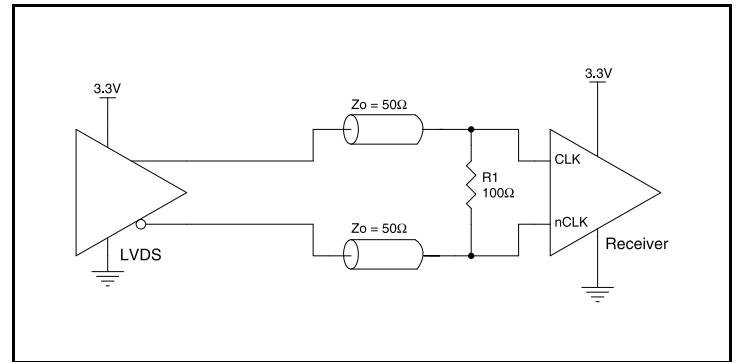 3.3V
3.3V
Zo = 50Ω
CLK
R1
100Ω
Zo = 50Ω
nCLK
LVDS
Receiver